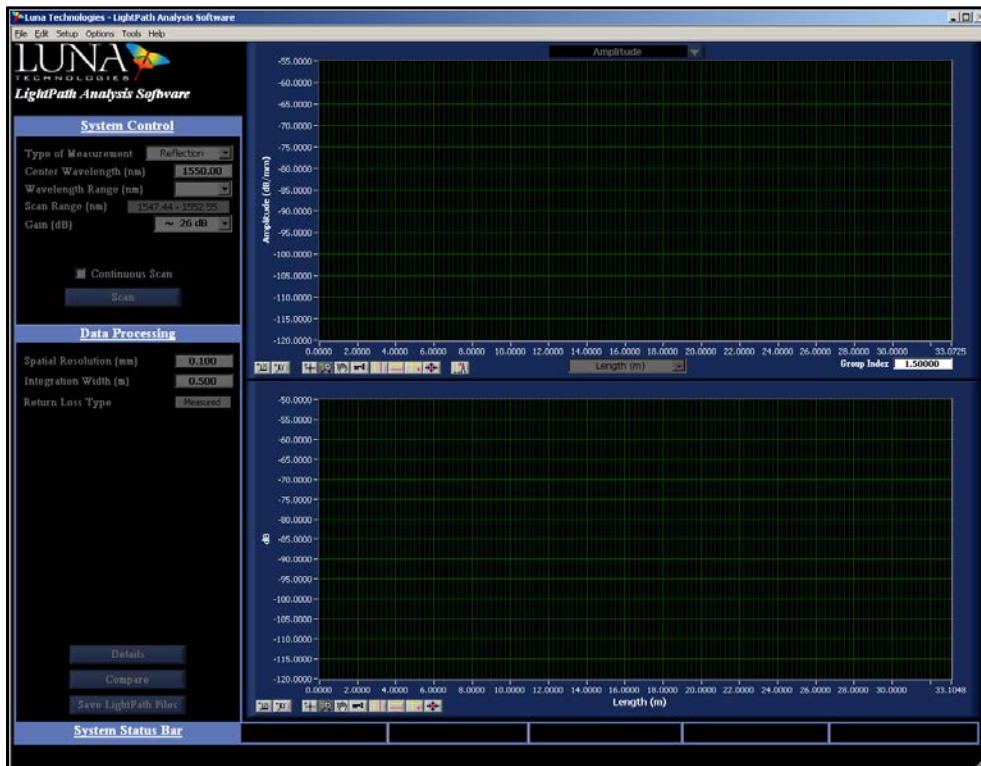 Luna Technologies - LightPath Analysis Software
File Edit Setup Options Tools Help
LUNA
TECHNOLOGIES
LightPath Analysis Software
System Control
Type of Measurement Reflection
Center Wavelength (nm) 1550.00
Wavelength Range (nm)
Scan Range (nm) 1547.44 - 1552.55
Gain (dB) ~ 26 dB
Continuous Scan
Scan
Data Processing
Spatial Resolution (mm) 0.100
Integration Width (m) 0.500
Return Loss Type Measured
Details
Compare
Save LightPath Files
System Status Bar
Amplitude
Amplitude (dB/mm)
-55.0000
-60.0000
-65.0000
-70.0000
-75.0000
-80.0000
-85.0000
-90.0000
-95.0000
-100.0000
-105.0000
-110.0000
-115.0000
-120.0000
0.0000 2.0000 4.0000 6.0000 8.0000 10.0000 12.0000 14.0000 16.0000 18.0000 20.0000 22.0000 24.0000 26.0000 28.0000 30.0000 33.0725
Length (m)
Group Index 1.50000
dB
-50.0000
-55.0000
-60.0000
-65.0000
-70.0000
-75.0000
-80.0000
-85.0000
-90.0000
-95.0000
-100.0000
-105.0000
-110.0000
-115.0000
-120.0000
0.0000 2.0000 4.0000 6.0000 8.0000 10.0000 12.0000 14.0000 16.0000 18.0000 20.0000 22.0000 24.0000 26.0000 28.0000 30.0000 33.1048
Length (m)